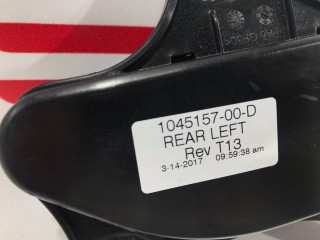 1045157-00-D
REAR LEFT
Rev T13
3-14-2017 09:59:38 am